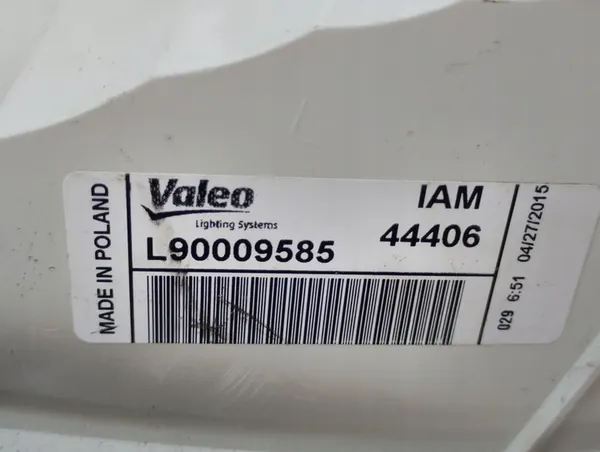 MADE IN POLAND
Valeo
Lighting Systems
IAM
L90009585
44406
029 6:51 04/27/2015